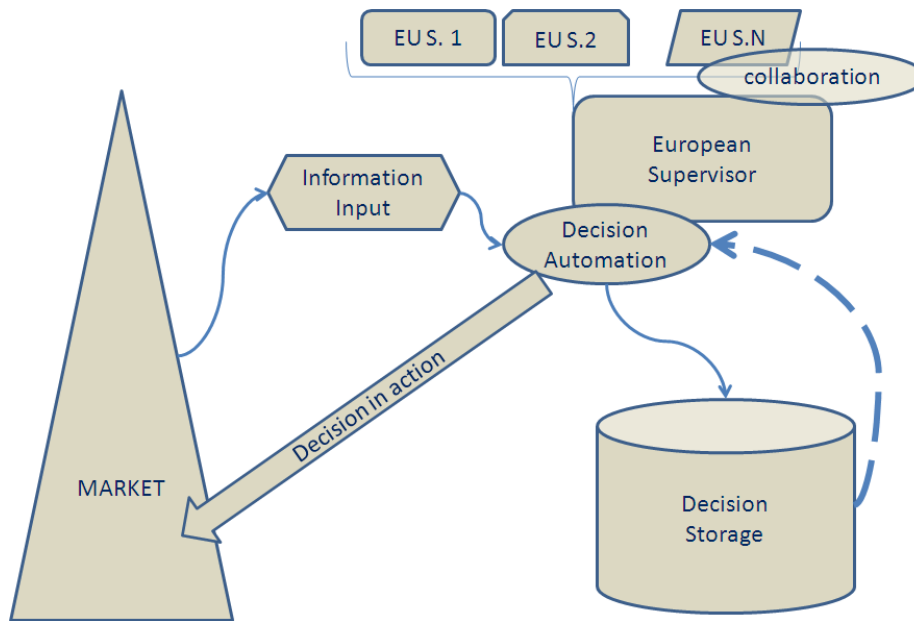 EU S. 1
EU S.2
EU S.N
collaboration
European
Supervisor
Information
Input
Decision
Automation
Decision in action
MARKET
Decision
Storage